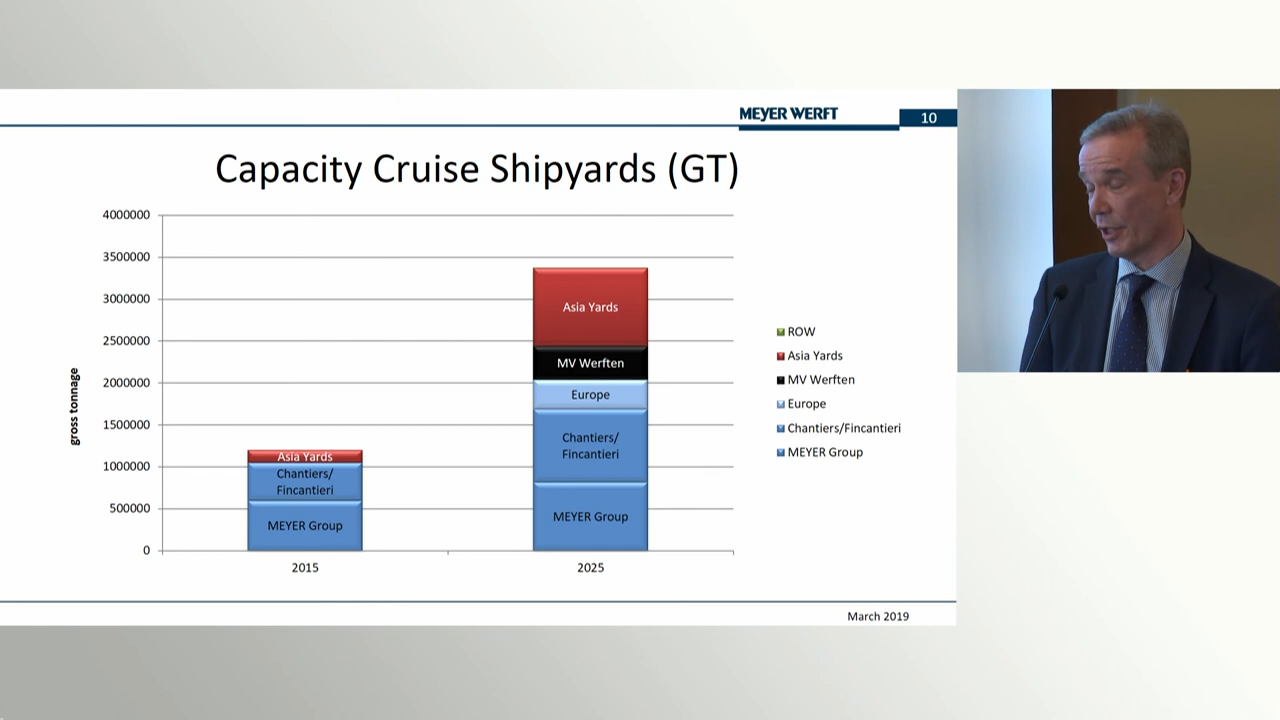 MEYER WERFT
10
Capacity Cruise Shipyards (GT)
4000000
3500000
3000000
2500000
2000000
1500000
1000000
500000
0
gross tonnage
Asia Yards
Chantiers/
Fincantieri
MEYER Group
2015
Asia Yards
MV Werften
Europe
Chantiers/
Fincantieri
MEYER Group
2025
ROW
Asia Yards
MV Werften
Europe
Chantiers/Fincantieri
MEYER Group
March 2019